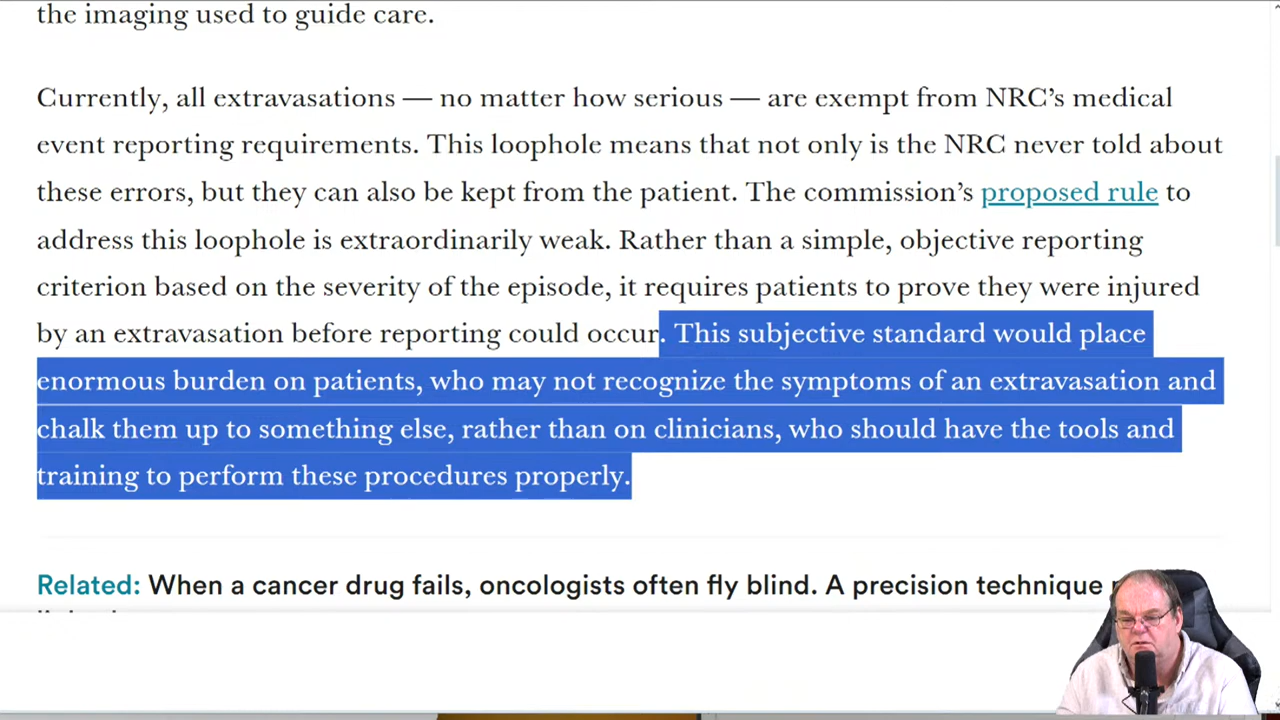 the imaging used to guide care.
Currently, all extravasations — no matter how serious — are exempt from NRC’s medical
event reporting requirements. This loophole means that not only is the NRC never told about
these errors, but they can also be kept from the patient. The commission’s proposed rule to
address this loophole is extraordinarily weak. Rather than a simple, objective reporting
criterion based on the severity of the episode, it requires patients to prove they were injured
by an extravasation before reporting could occur. This subjective standard would place
enormous burden on patients, who may not recognize the symptoms of an extravasation and
chalk them up to something else, rather than on clinicians, who should have the tools and
training to perform these procedures properly.
Related: When a cancer drug fails, oncologists often fly blind. A precision technique